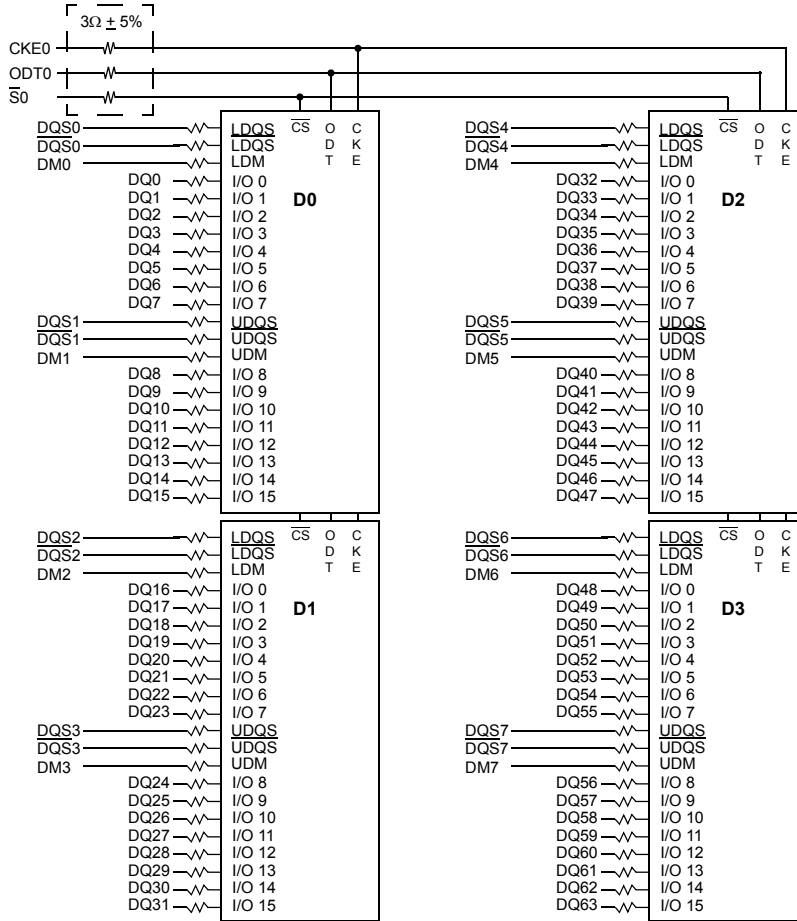 3Ω ± 5%
CKE0
ODT0
S̅0
DQS0 LDQS CS O C
DQS0 LDQS D K
DM0 LDM T E
DQ0 I/O 0
DQ1 I/O 1 D0
DQ2 I/O 2
DQ3 I/O 3
DQ4 I/O 4
DQ5 I/O 5
DQ6 I/O 6
DQ7 I/O 7
DQS1 UDQS
DQS1 UDQS
DM1 UDM
DQ8 I/O 8
DQ9 I/O 9
DQ10 I/O 10
DQ11 I/O 11
DQ12 I/O 12
DQ13 I/O 13
DQ14 I/O 14
DQ15 I/O 15
DQS4 LDQS CS O C
DQS4 LDQS D K
DM4 LDM T E
DQ32 I/O 0
DQ33 I/O 1 D2
DQ34 I/O 2
DQ35 I/O 3
DQ36 I/O 4
DQ37 I/O 5
DQ38 I/O 6
DQ39 I/O 7
DQS5 UDQS
DQS5 UDQS
DM5 UDM
DQ40 I/O 8
DQ41 I/O 9
DQ42 I/O 10
DQ43 I/O 11
DQ44 I/O 12
DQ45 I/O 13
DQ46 I/O 14
DQ47 I/O 15
DQS2 LDQS CS O C
DQS2 LDQS D K
DM2 LDM T E
DQ16 I/O 0
DQ17 I/O 1 D1
DQ18 I/O 2
DQ19 I/O 3
DQ20 I/O 4
DQ21 I/O 5
DQ22 I/O 6
DQ23 I/O 7
DQS3 UDQS
DQS3 UDQS
DM3 UDM
DQ24 I/O 8
DQ25 I/O 9
DQ26 I/O 10
DQ27 I/O 11
DQ28 I/O 12
DQ29 I/O 13
DQ30 I/O 14
DQ31 I/O 15
DQS6 LDQS CS O C
DQS6 LDQS D K
DM6 LDM T E
DQ48 I/O 0
DQ49 I/O 1 D3
DQ50 I/O 2
DQ51 I/O 3
DQ52 I/O 4
DQ53 I/O 5
DQ54 I/O 6
DQ55 I/O 7
DQS7 UDQS
DQS7 UDQS
DM7 UDM
DQ56 I/O 8
DQ57 I/O 9
DQ58 I/O 10
DQ59 I/O 11
DQ60 I/O 12
DQ61 I/O 13
DQ62 I/O 14
DQ63 I/O 15